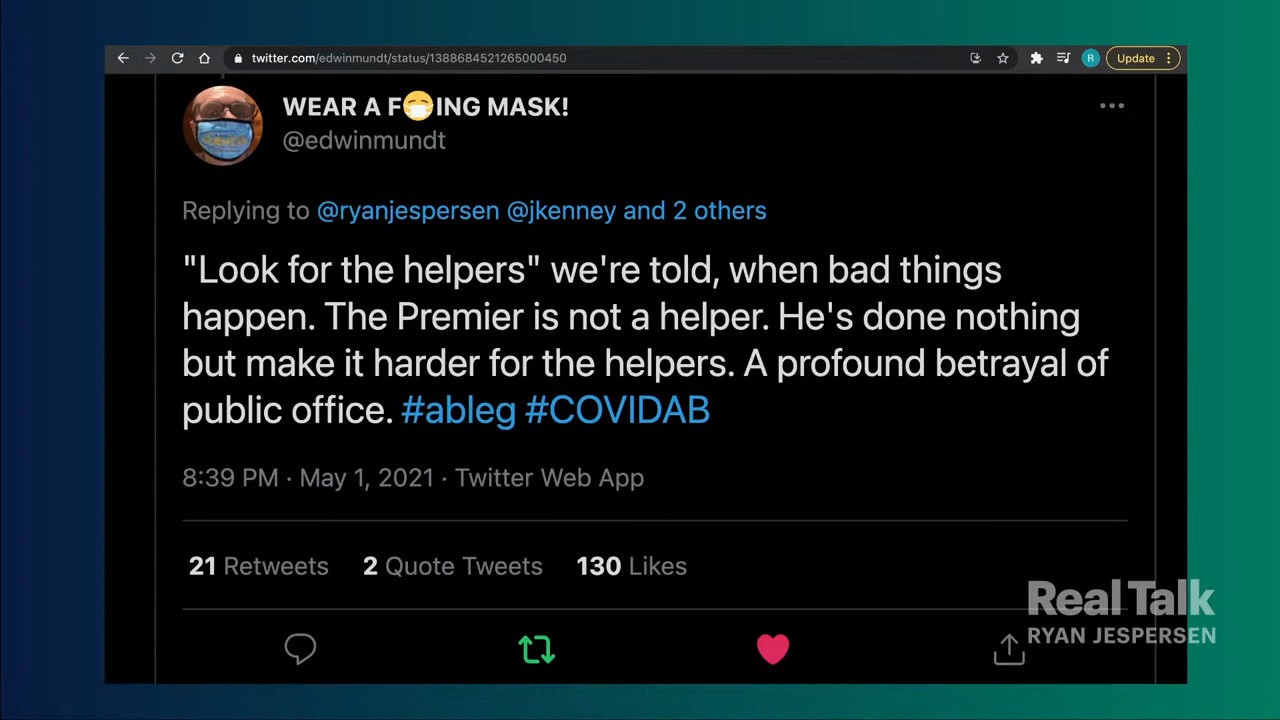 twitter.com/edwinmundt/status/1388684521265000450
R
Update
WEAR A F😷ING MASK!
@edwinmundt
Replying to @ryanjespersen @jkenney and 2 others
"Look for the helpers" we're told, when bad things
happen. The Premier is not a helper. He's done nothing
but make it harder for the helpers. A profound betrayal of
public office. #ableg #COVIDAB
8:39 PM · May 1, 2021 · Twitter Web App
21 Retweets 2 Quote Tweets 130 Likes
Real Talk
RYAN JESPERSEN